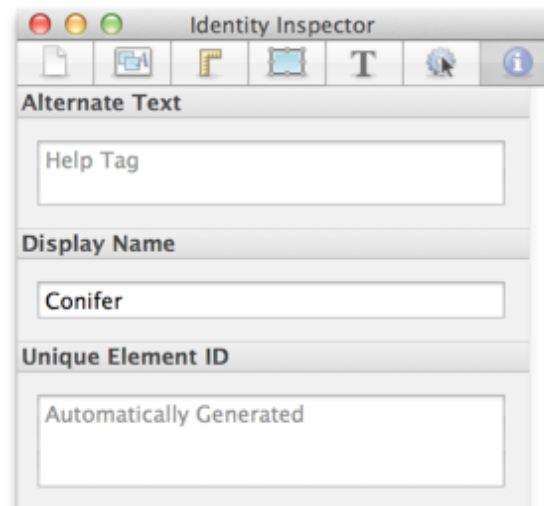 Identity Inspector
T
Alternate Text
Help Tag
Display Name
Conifer
Unique Element ID
Automatically Generated